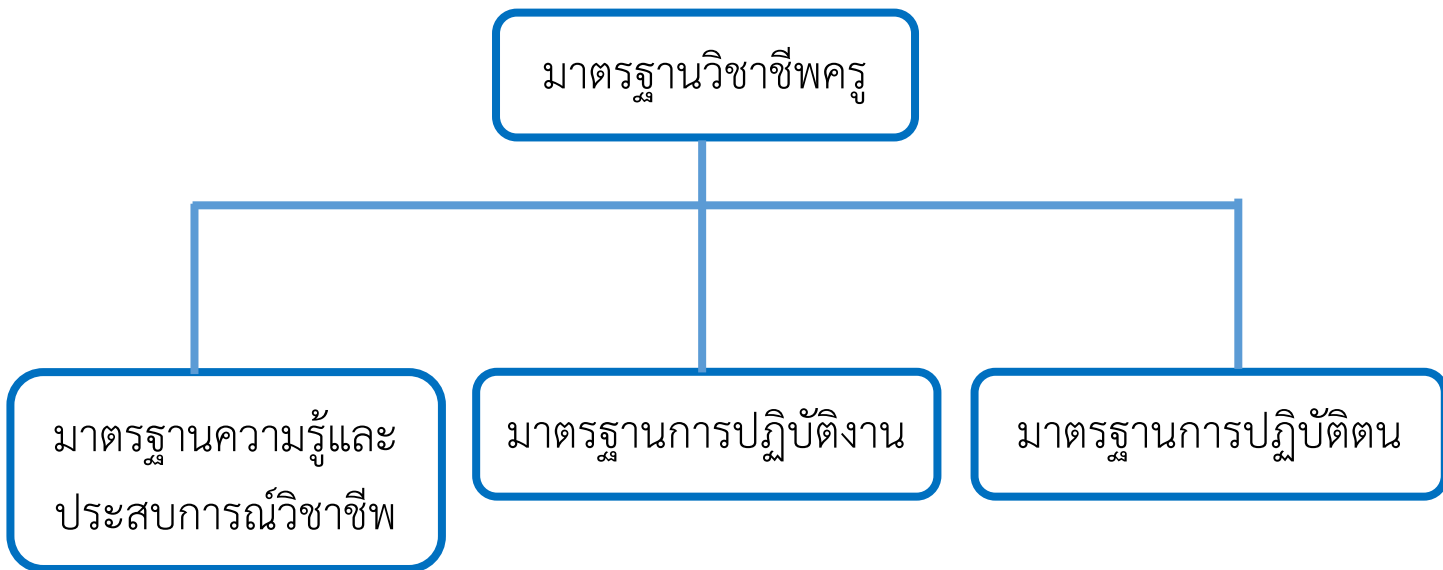 มาตรฐานวิชาชีพครู
มาตรฐานความรู้และ
ประสบการณ์วิชาชีพ
มาตรฐานการปฏิบัติงาน
มาตรฐานการปฏิบัติตน